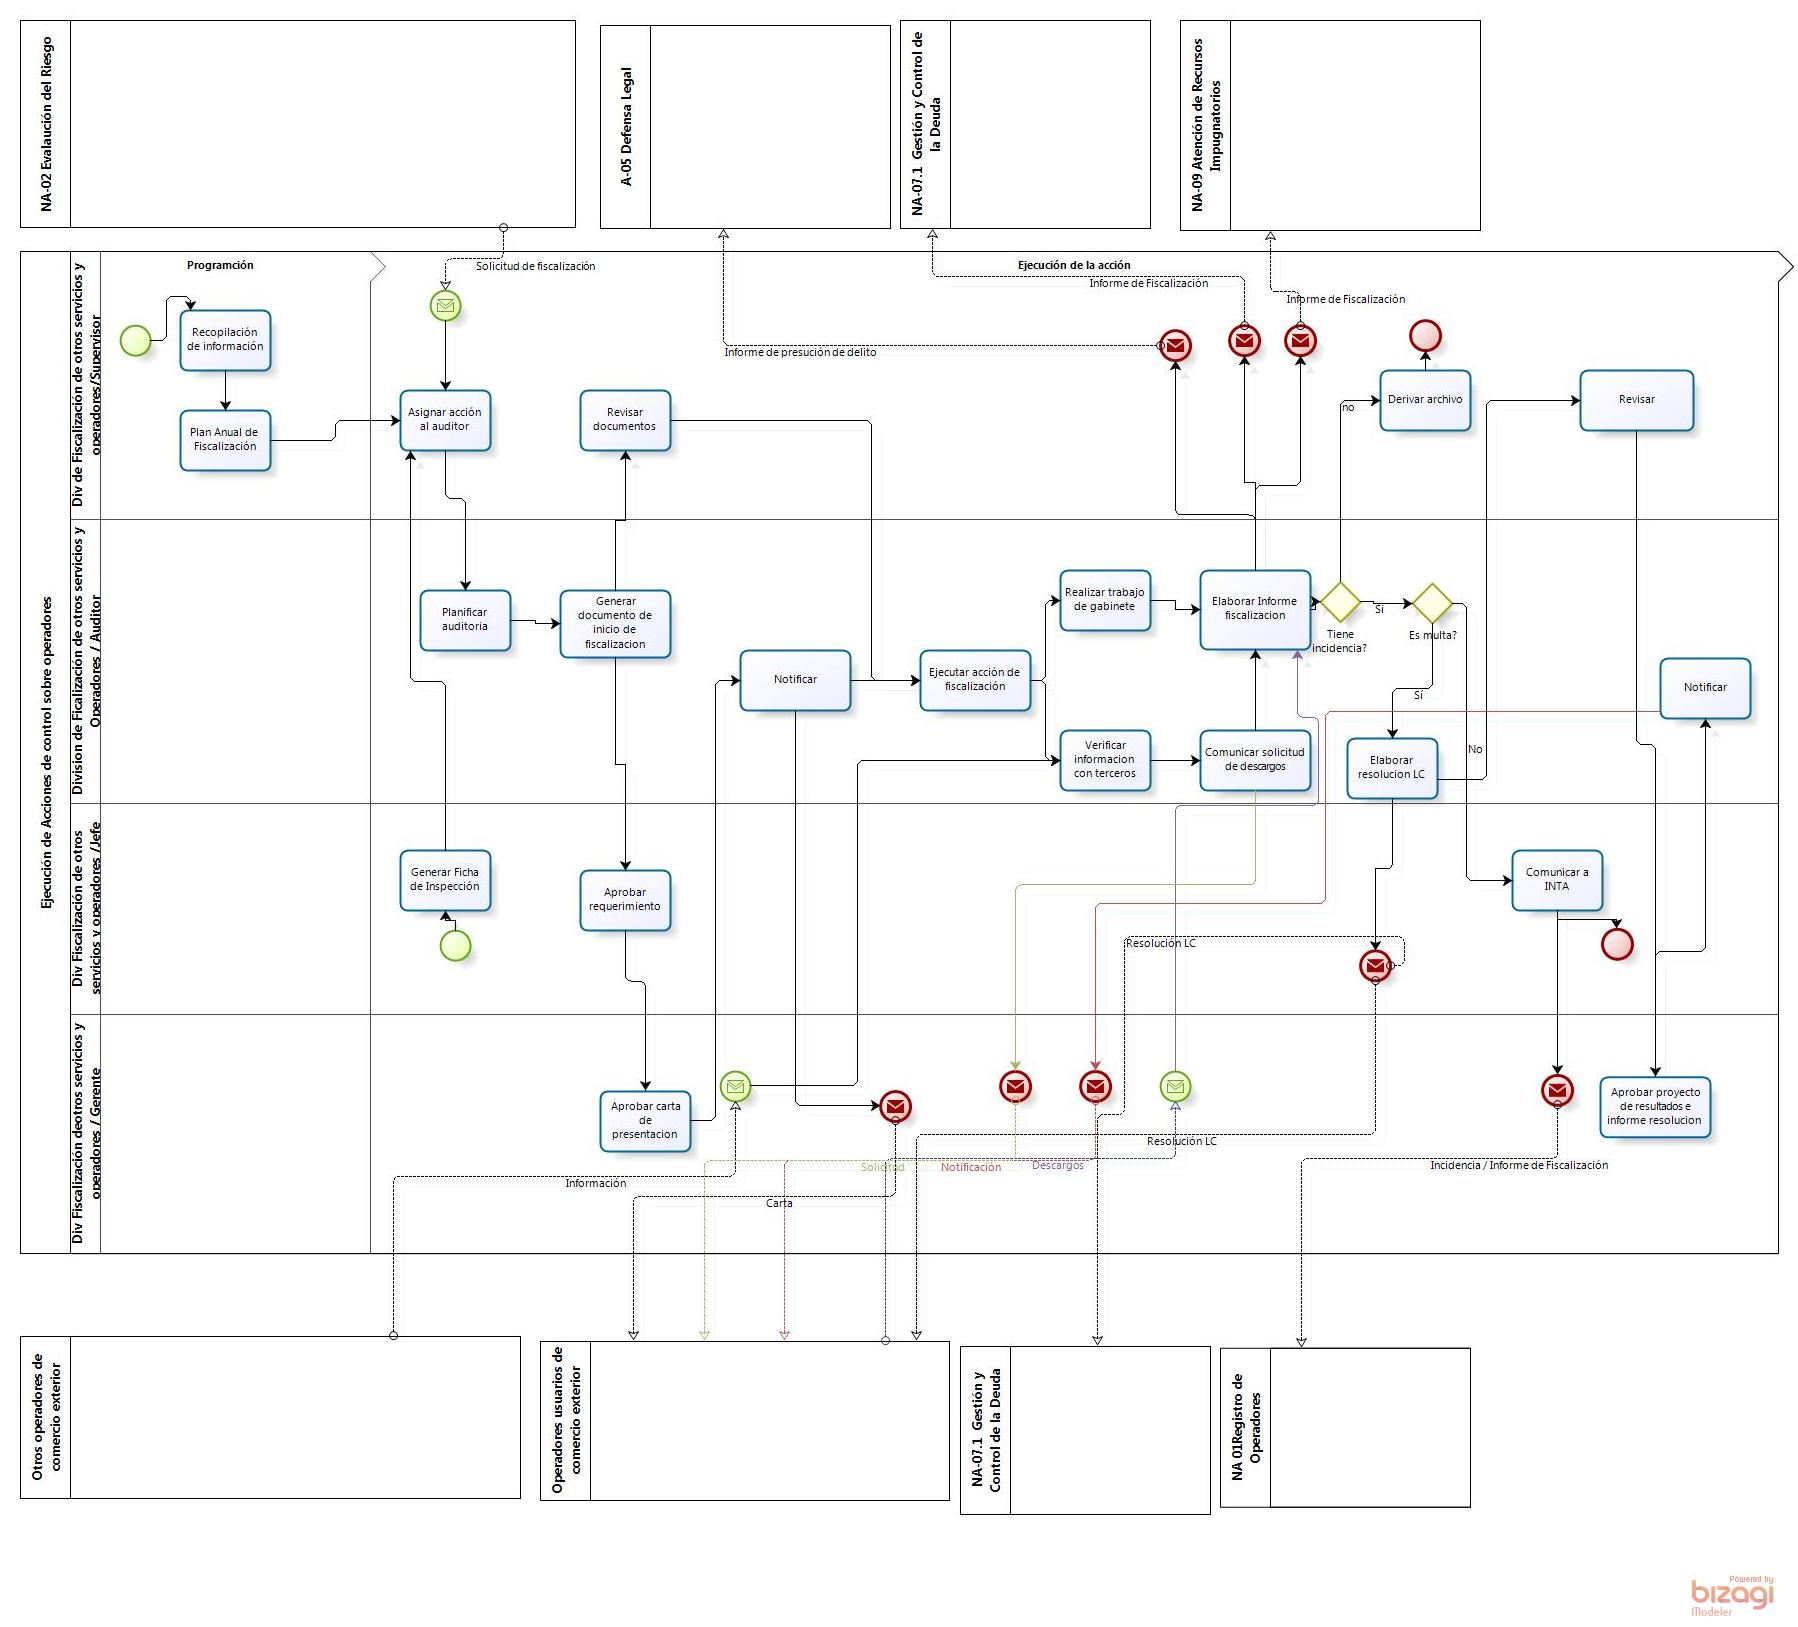 NA-02 Evalaución del Riesgo
A-05 Defensa Legal
NA-07.1 Gestión y Control de
la Deuda
NA-09 Atención de Recursos
Impugnatorios
Ejecución de Acciones de control sobre operadores
Programción
Ejecución de la acción
Div de Fiscalización de otros servicios y
operadores/Supervisor
Solicitud de fiscalización
Informe de Fiscalización
Informe de Fiscalización
Informe de presución de delito
Recopilación
de información
Plan Anual de
Fiscalización
Asignar acción
al auditor
Revisar
documentos
no
Derivar archivo
Revisar
Division de Ficalización de otros servicios y
Operadores / Auditor
Planificar
auditoria
Generar
documento de
inicio de
fiscalizacion
Notificar
Ejecutar acción de
fiscalización
Realizar trabajo
de gabinete
Verificar
informacion
con terceros
Elaborar Informe
fiscalizacion
Comunicar solicitud
de descargos
Tiene
incidencia?
Si
Es multa?
Sí
No
Elaborar
resolucion LC
Notificar
Div Fiscalización de otros
servicios y operadores /Jefe
Generar Ficha
de Inspección
Aprobar
requerimiento
Resolución LC
Comunicar a
INTA
Div Fiscalización deotros servicios y
operadores / Gerente
Aprobar carta
de
presentacion
Aprobar proyecto
de resultados e
informe resolucion
Resolución LC
Solicitud
Notificación
Descargos
Incidencia / Informe de Fiscalización
Información
Carta
Otros operadores de
comercio exterior
Operadores usuarios de
comercio exterior
NA-07.1 Gestión y
Control de la Deuda
NA 01Registro de
Operadores
Powered by
bizagi
Modeler